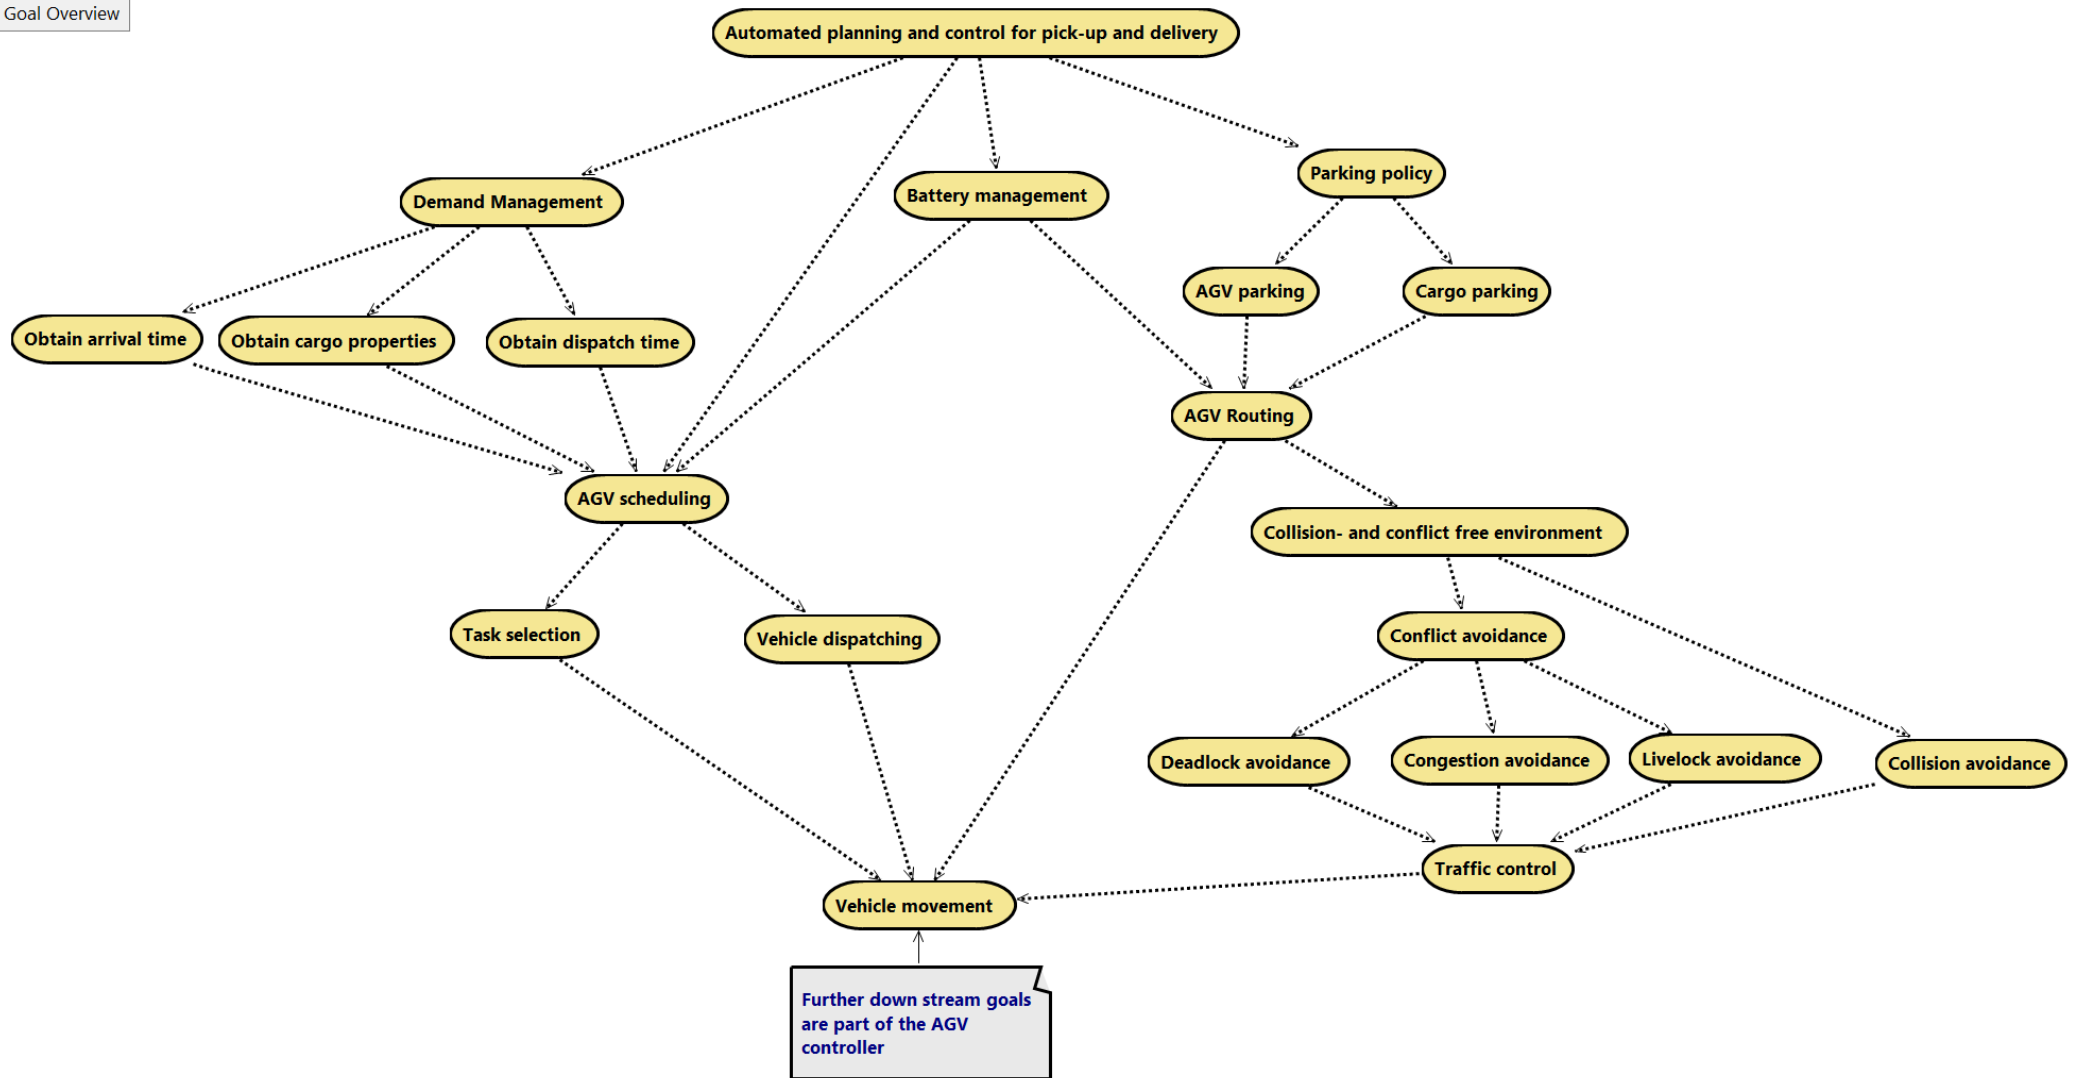 Goal Overview
Automated planning and control for pick-up and delivery
Parking policy
Battery management
Demand Management
AGV parking
Cargo parking
Obtain arrival time
Obtain cargo properties
Obtain dispatch time
AGV Routing
AGV scheduling
Collision- and conflict free environment
Task selection
Vehicle dispatching
Conflict avoidance
Deadlock avoidance
Congestion avoidance
Livelock avoidance
Collision avoidance
Traffic control
Vehicle movement
Further down stream goals
are part of the AGV
controller